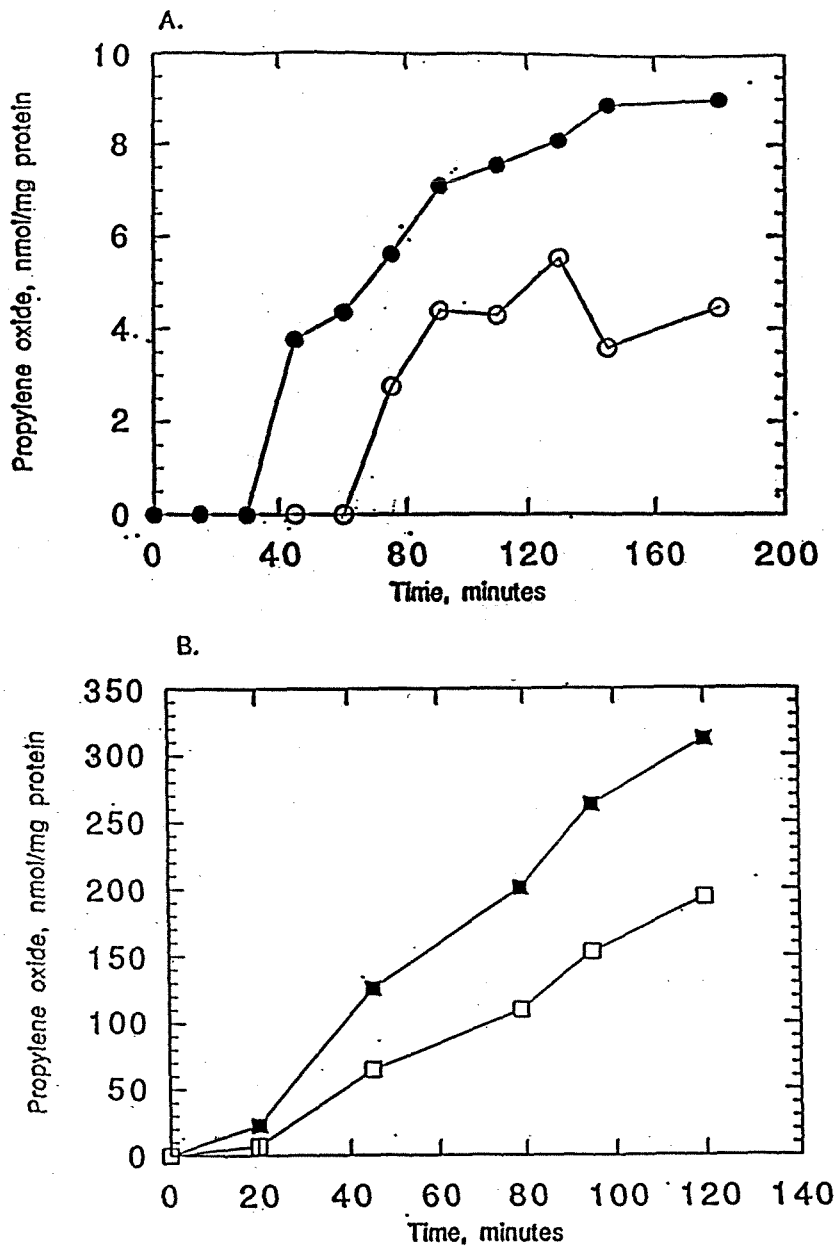 A.
Propylene oxide, nmol/mg protein
10
8
6
4
2
0
0 40 80 120 160 200
Time, minutes
B.
Propylene oxide, nmol/mg protein
350
300
250
200
150
100
50
0
0 20 40 60 80 100 120 140
Time, minutes